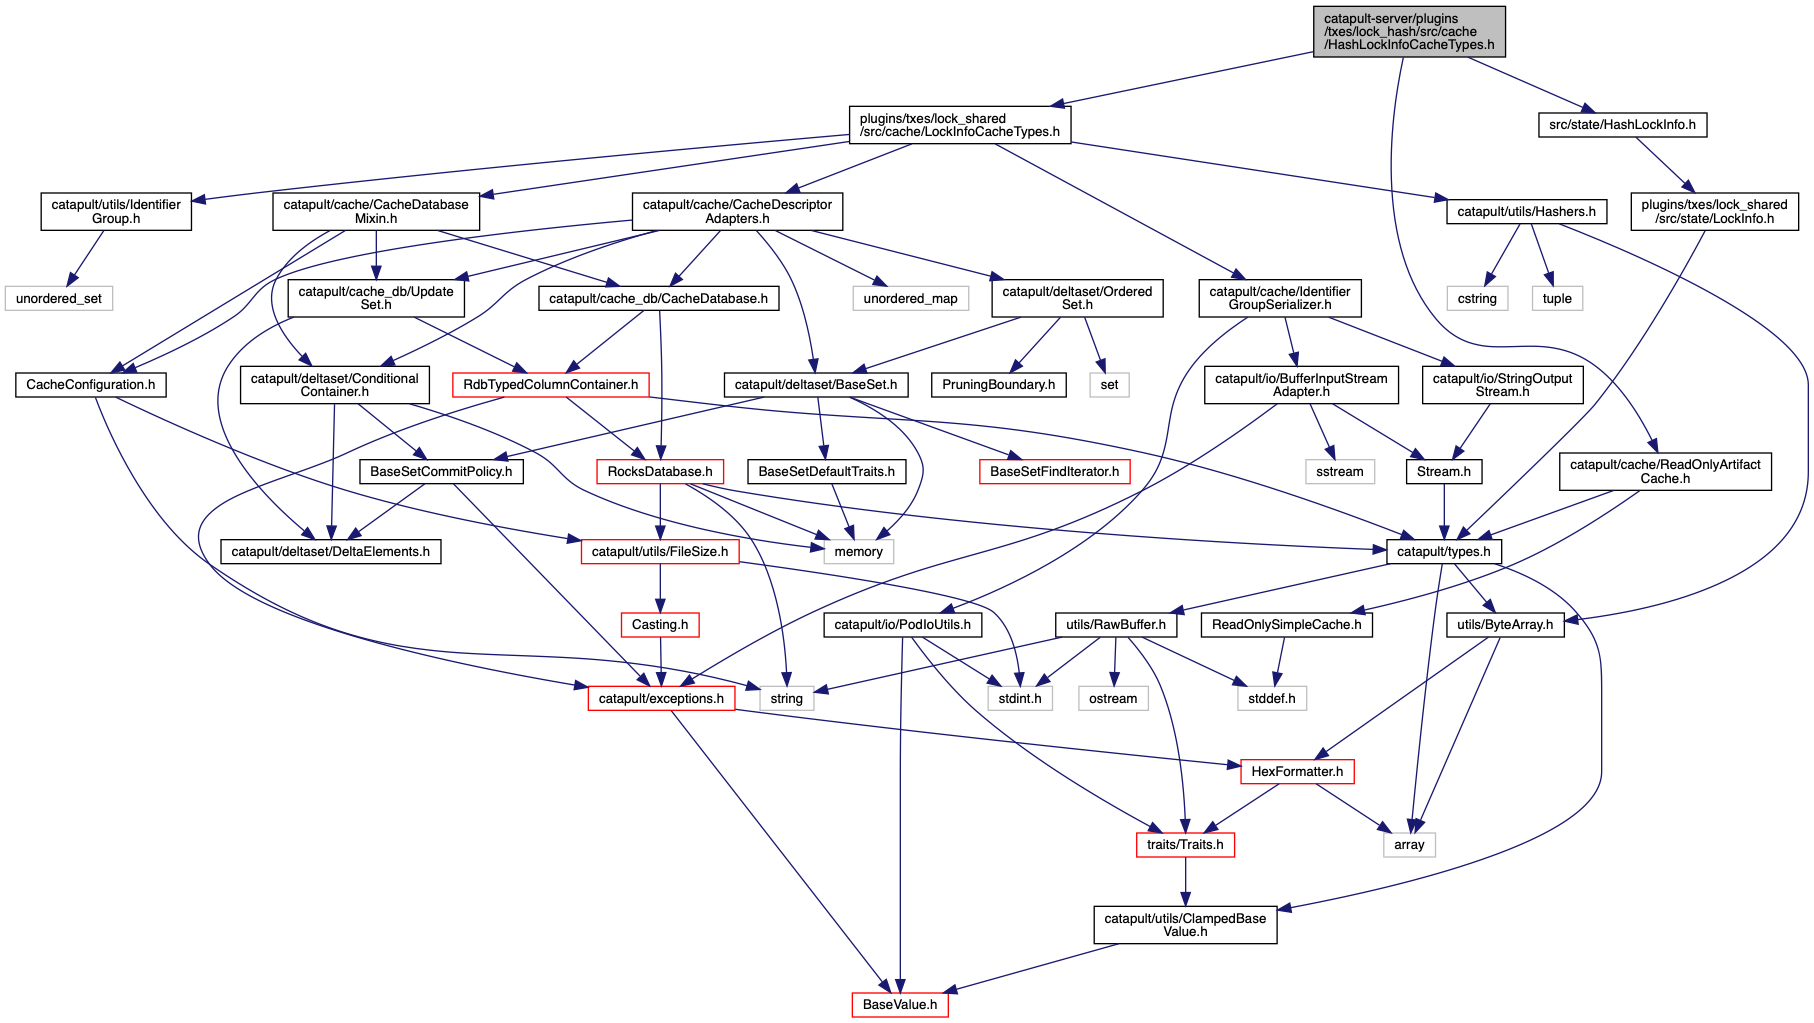 catapult-server/plugins
/txes/lock_hash/src/cache
/HashLockInfoCacheTypes.h
plugins/txes/lock_shared
/src/cache/LockInfoCacheTypes.h
src/state/HashLockInfo.h
catapult/utils/Identifier
Group.h
catapult/cache/CacheDatabase
Mixin.h
catapult/cache/CacheDescriptor
Adapters.h
catapult/utils/Hashers.h
plugins/txes/lock_shared
/src/state/LockInfo.h
unordered_set
catapult/cache_db/Update
Set.h
catapult/cache_db/CacheDatabase.h
unordered_map
catapult/deltaset/Ordered
Set.h
catapult/cache/Identifier
GroupSerializer.h
cstring
tuple
CacheConfiguration.h
catapult/deltaset/Conditional
Container.h
RdbTypedColumnContainer.h
catapult/deltaset/BaseSet.h
PruningBoundary.h
set
catapult/io/BufferInputStream
Adapter.h
catapult/io/StringOutput
Stream.h
BaseSetCommitPolicy.h
RocksDatabase.h
BaseSetDefaultTraits.h
BaseSetFindIterator.h
sstream
Stream.h
catapult/cache/ReadOnlyArtifact
Cache.h
catapult/deltaset/DeltaElements.h
catapult/utils/FileSize.h
memory
catapult/types.h
Casting.h
catapult/io/PodIoUtils.h
utils/RawBuffer.h
ReadOnlySimpleCache.h
utils/ByteArray.h
catapult/exceptions.h
string
stdint.h
ostream
stddef.h
HexFormatter.h
traits/Traits.h
array
catapult/utils/ClampedBase
Value.h
BaseValue.h